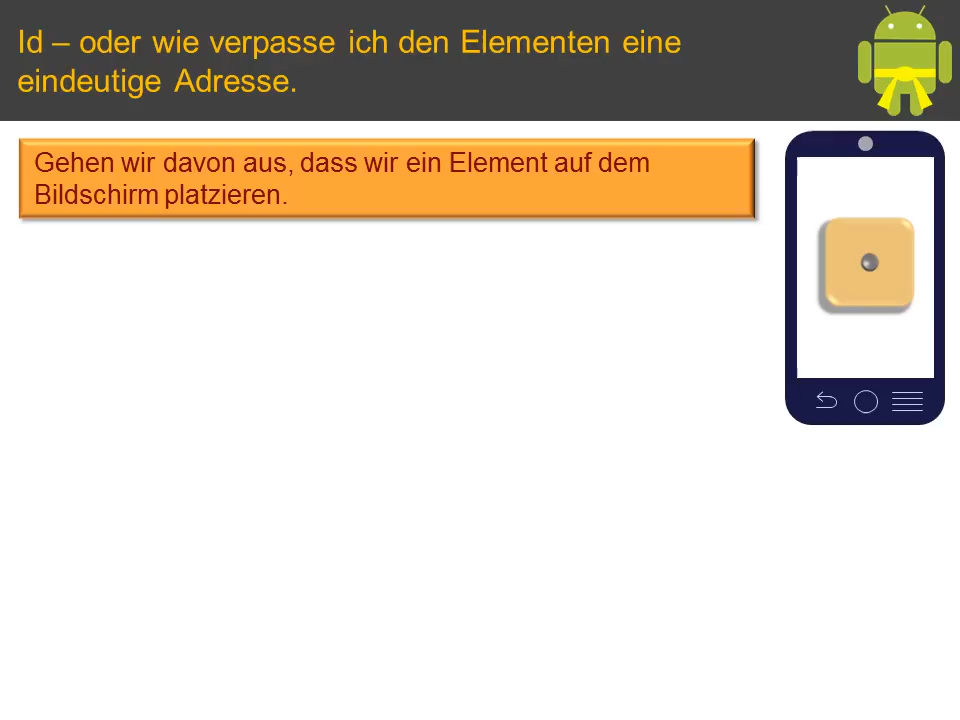 Id – oder wie verpasse ich den Elementen eine
eindeutige Adresse.
Gehen wir davon aus, dass wir ein Element auf dem
Bildschirm platzieren.